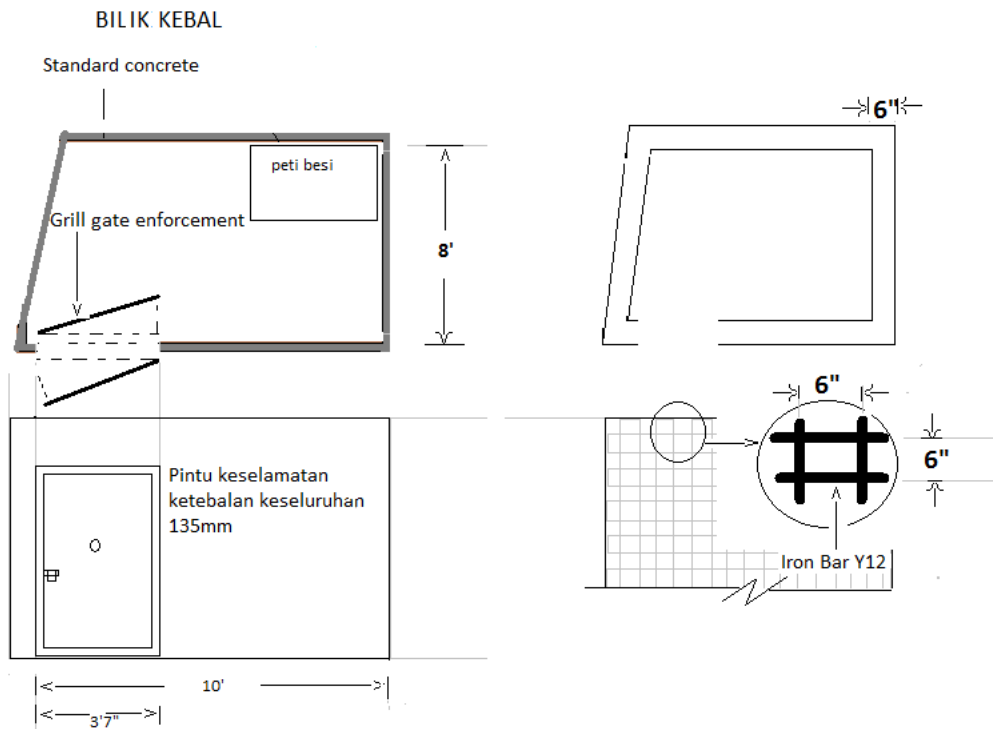 BILIK KEBAL
Standard concrete
peti besi
Grill gate enforcement
8'
6"
Pintu keselamatan
ketebalan keseluruhan
135mm
10'
3'7"
6"
6"
Iron Bar Y12